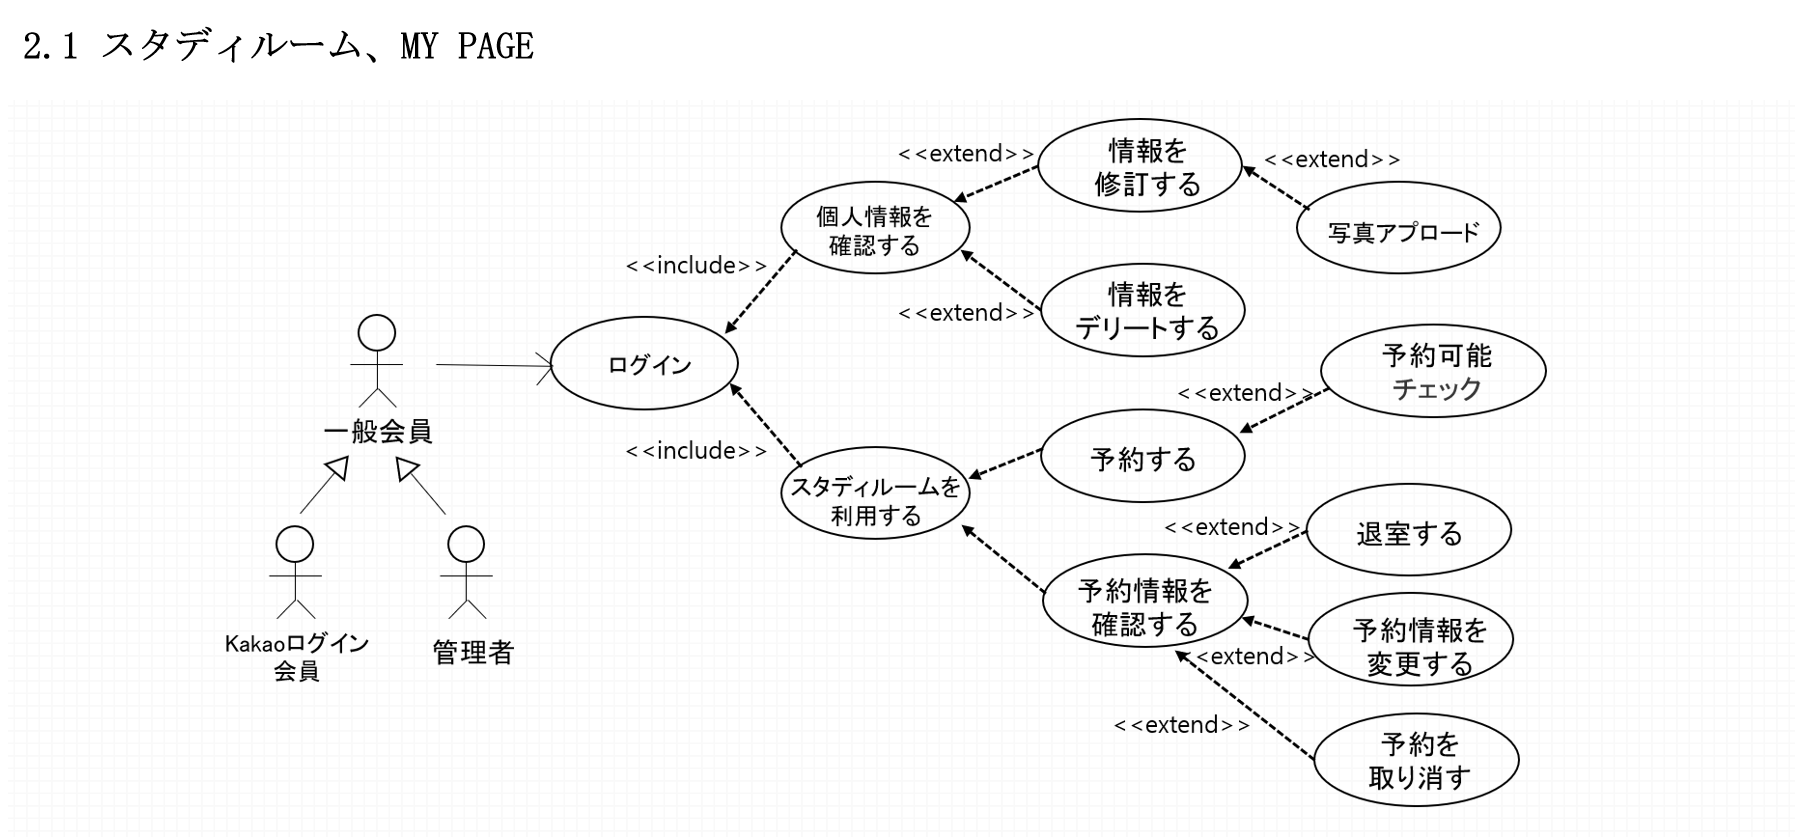 2.1 スタディルーム、MY PAGE
<<extend>>
情報を
修訂する
<<extend>>
個人情報を
確認する
写真アプロード
<<include>>
情報を
デリートする
<<extend>>
ログイン
予約可能
チェック
<<extend>>
一般会員
<<include>>
予約する
スタディルームを
利用する
<<extend>>
退室する
予約情報を
確認する
Kakaoログイン
会員
管理者
予約情報を
変更する
<extend>>
<<extend>>
予約を
取り消す